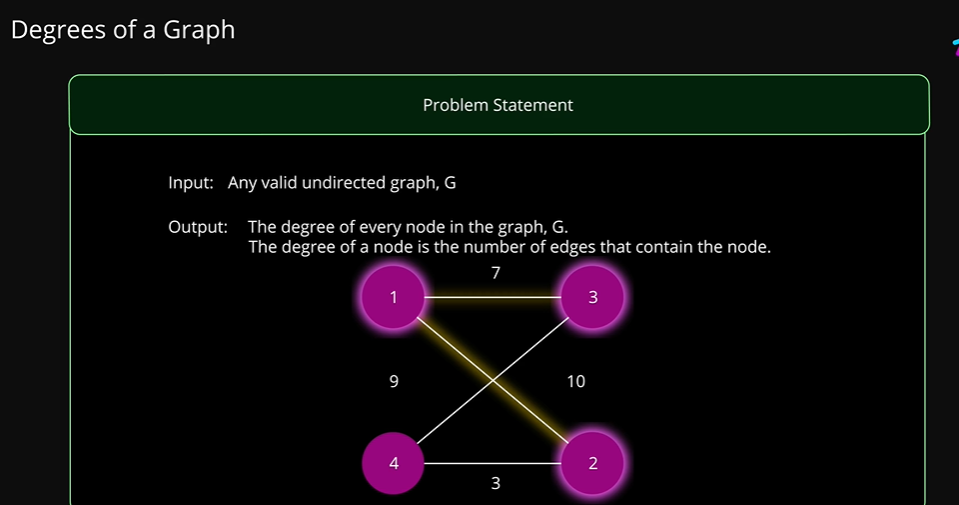 Degrees of a Graph
Problem Statement
Input: Any valid undirected graph, G
Output: The degree of every node in the graph, G.
The degree of a node is the number of edges that contain the node.
7
1
3
9
10
4
2
3